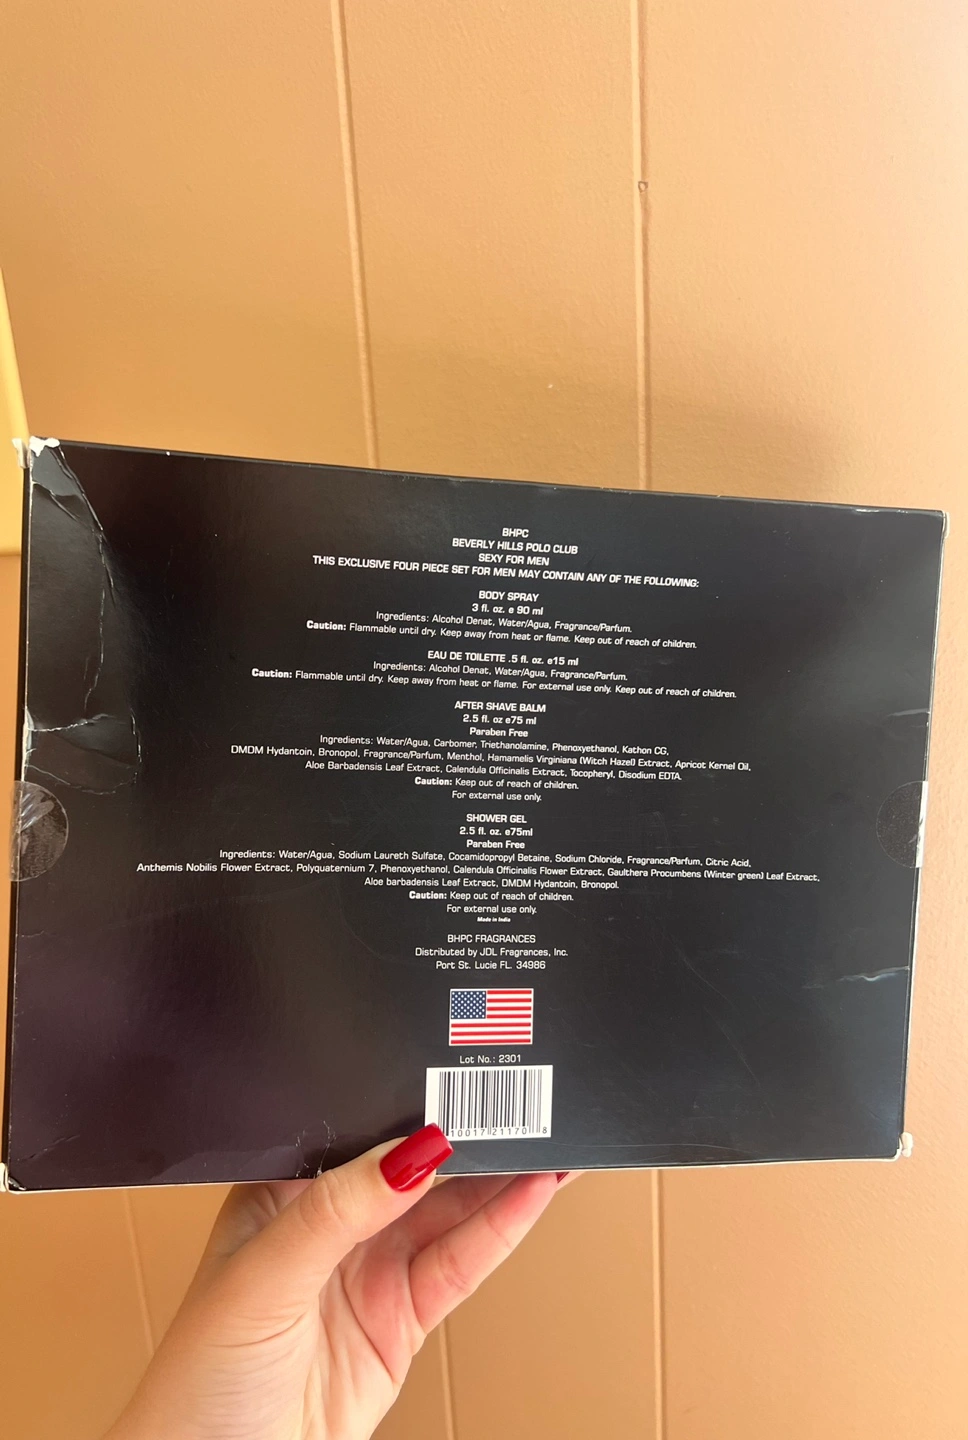 BHPC
BEVERLY HILLS POLO CLUB
SEXY FOR MEN
THIS EXCLUSIVE FOUR PIECE SET FOR MEN MAY CONTAIN ANY OF THE FOLLOWING:
BODY SPRAY
3 fl. oz. e 90 ml
Ingredients: Alcohol Denat, Water/Agua, Fragrance/Parfum.
Caution: Flammable until dry. Keep away from heat or flame. Keep out of reach of children.
EAU DE TOILETTE .5 fl. oz. e15 ml
Ingredients: Alcohol Denat, Water/Agua, Fragrance/Parfum.
Caution: Flammable until dry. Keep away from heat or flame. For external use only. Keep out of reach of children.
AFTER SHAVE BALM
2.5 fl. oz e75 ml
Paraben Free
Ingredients: Water/Agua, Carbomer, Triethanolamine, Phenoxyethanol, Kathon CG,
DMDM Hydantoin, Bronopol, Fragrance/Parfum, Menthol, Hamamelis Virginiana (Witch Hazel) Extract, Apricot Kernel Oil,
Aloe Barbadensis Leaf Extract, Calendula Officinalis Extract, Tocopheryl, Disodium EDTA.
Caution: Keep out of reach of children.
For external use only.
SHOWER GEL
2.5 fl. oz. e75ml
Paraben Free
Ingredients: Water/Agua, Sodium Laureth Sulfate, Cocamidopropyl Betaine, Sodium Chloride, Fragrance/Parfum, Citric Acid,
Anthemis Nobilis Flower Extract, Polyquaternium 7, Phenoxyethanol, Calendula Officinalis Flower Extract, Gaulthera Procumbens (Winter green) Leaf Extract,
Aloe barbadensis Leaf Extract, DMDM Hydantoin, Bronopol.
Caution: Keep out of reach of children.
For external use only.
Made in India
BHPC FRAGRANCES
Distributed by JDL Fragrances, Inc.
Port St. Lucie FL. 34986
Lot No.: 2301
10017 21170 8